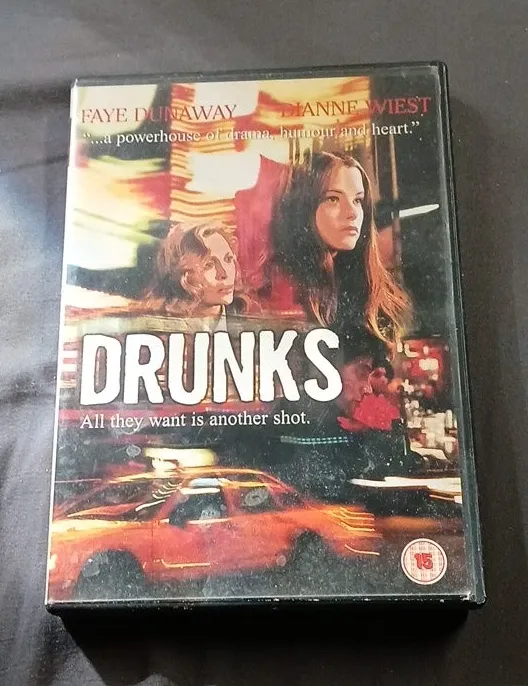 FAYE DUNAWAY DIANNE WIEST
"...a powerhouse of drama, humour and heart."
DRUNKS
All they want is another shot.
15